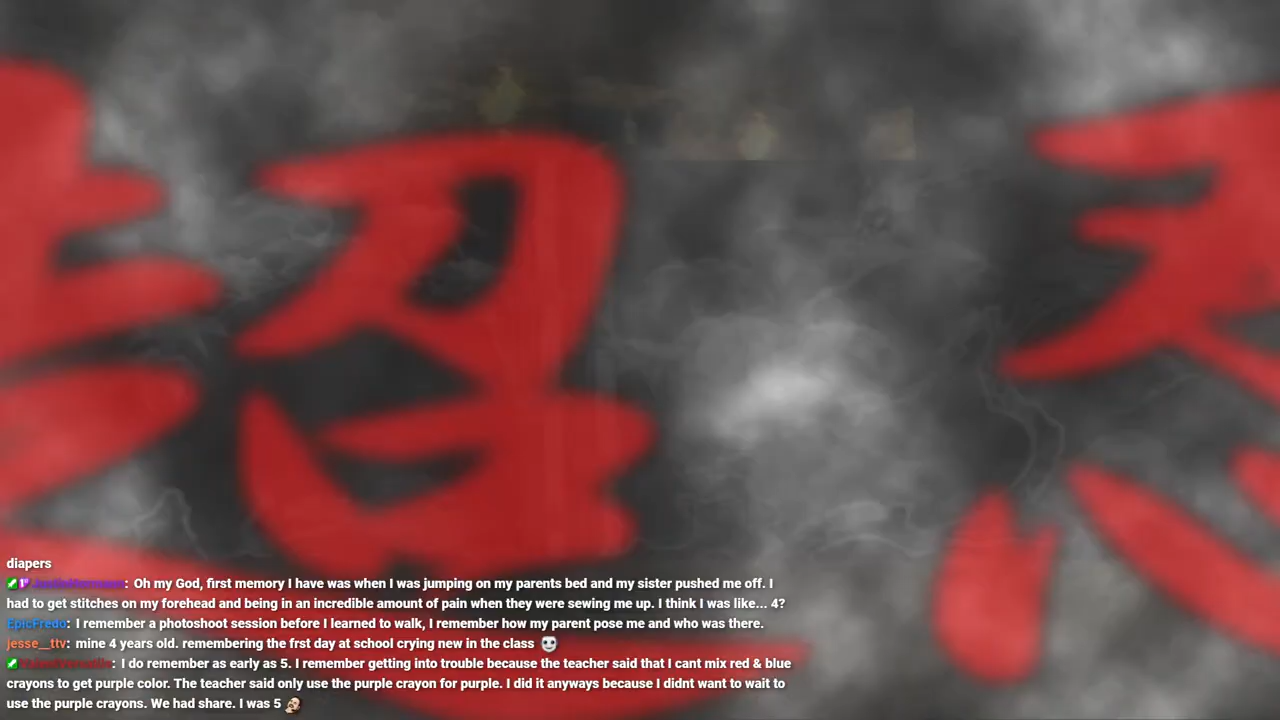 diapers
: Oh my God, first memory I have was when I was jumping on my parents bed and my sister pushed me off. I
had to get stitches on my forehead and being in an incredible amount of pain when they were sewing me up. I think I was like... 4?
EpicFredo: I remember a photoshoot session before I learned to walk, I remember how my parent pose me and who was there.
jesse__ttv: mine 4 years old. remembering the frst day at school crying new in the class
: I do remember as early as 5. I remember getting into trouble because the teacher said that I cant mix red & blue
crayons to get purple color. The teacher said only use the purple crayon for purple. I did it anyways because I didnt want to wait to
use the purple crayons. We had share. I was 5